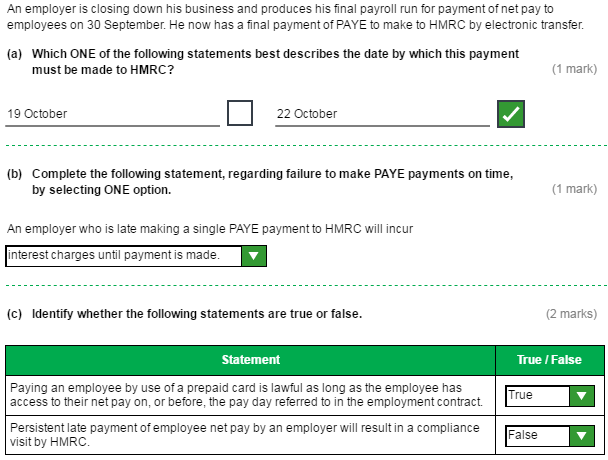 An employer is closing down his business and produces his final payroll run for payment of net pay to
employees on 30 September. He now has a final payment of PAYE to make to HMRC by electronic transfer.
(a) Which ONE of the following statements best describes the date by which this payment
must be made to HMRC? (1 mark)
19 October 22 October
(b) Complete the following statement, regarding failure to make PAYE payments on time,
by selecting ONE option. (1 mark)
An employer who is late making a single PAYE payment to HMRC will incur
interest charges until payment is made.
(c) Identify whether the following statements are true or false. (2 marks)
Statement True / False
Paying an employee by use of a prepaid card is lawful as long as the employee has
access to their net pay on, or before, the pay day referred to in the employment contract. True
Persistent late payment of employee net pay by an employer will result in a compliance
visit by HMRC. False